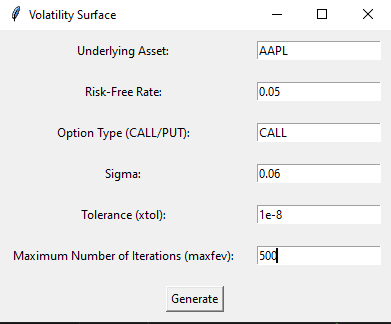 Volatility Surface
Underlying Asset: AAPL
Risk-Free Rate: 0.05
Option Type (CALL/PUT): CALL
Sigma: 0.06
Tolerance (xtol): 1e-8
Maximum Number of Iterations (maxfev): 500
Generate